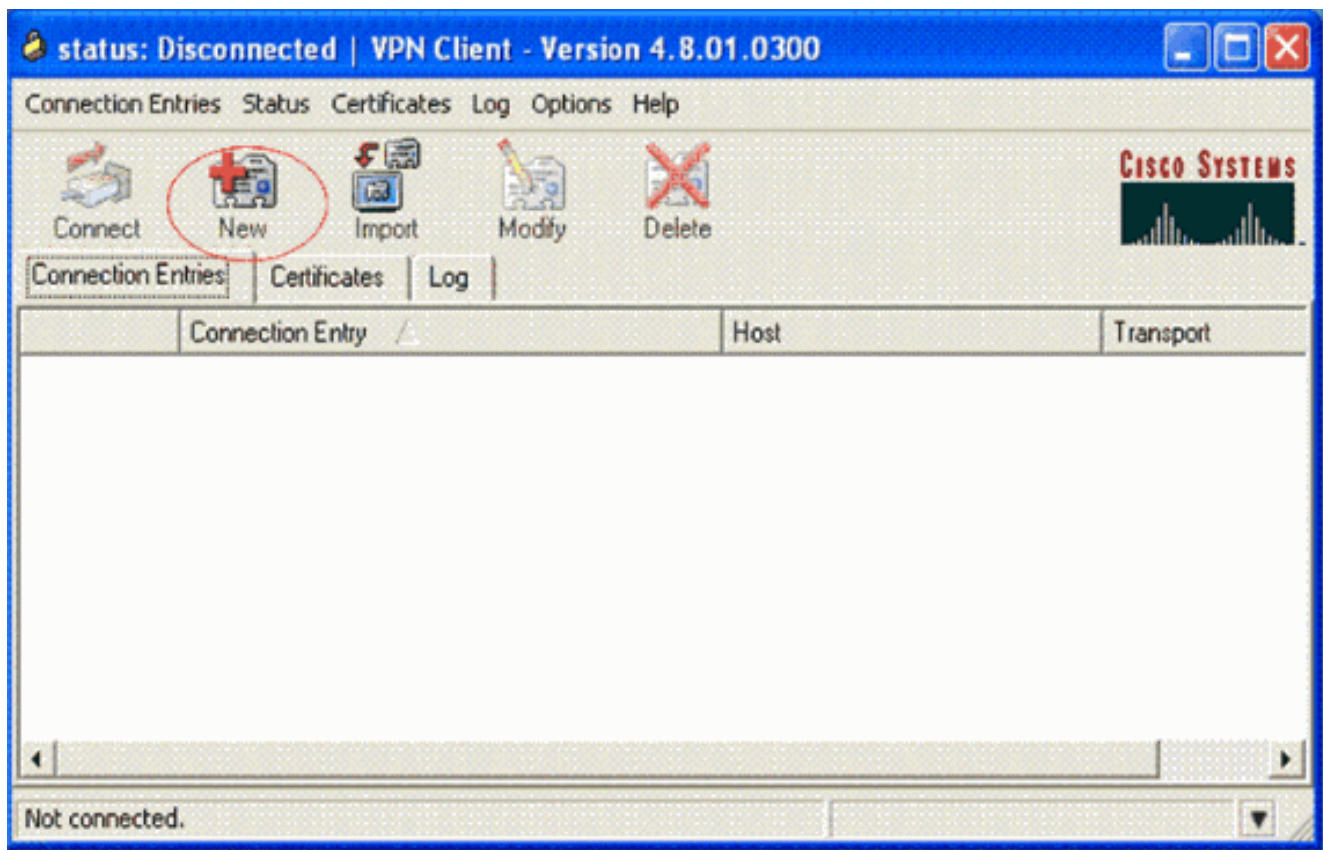 status: Disconnected | VPN Client - Version 4.8.01.0300
Connection Entries Status Certificates Log Options Help
CISCO SYSTEMS
Connect New Import Modify Delete
Connection Entries Certificates Log
Connection Entry Host Transport
Not connected.